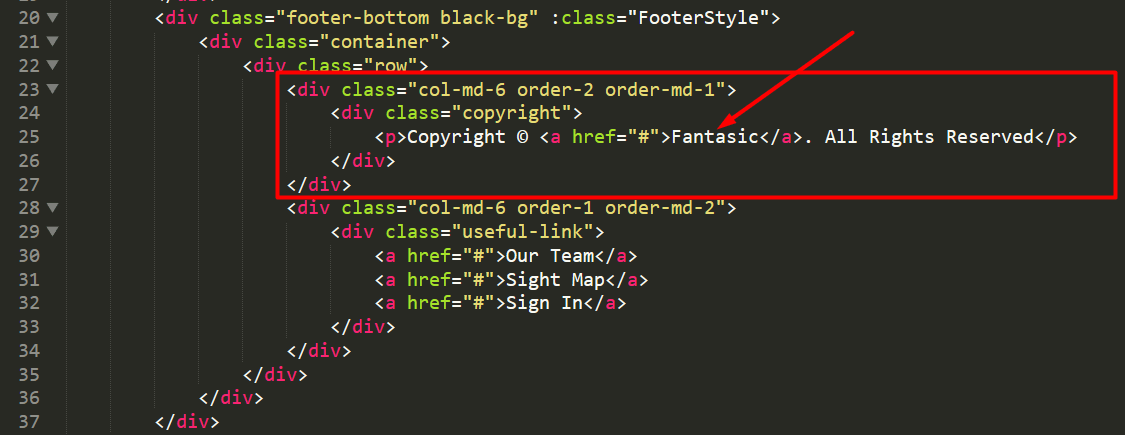 20 <div class="footer-bottom black-bg" :class="FooterStyle">
21 <div class="container">
22 <div class="row">
23 <div class="col-md-6 order-2 order-md-1">
24 <div class="copyright">
25 <p>Copyright © <a href="#">Fantasic</a>. All Rights Reserved</p>
26 </div>
27 </div>
28 <div class="col-md-6 order-1 order-md-2">
29 <div class="useful-link">
30 <a href="#">Our Team</a>
31 <a href="#">Sight Map</a>
32 <a href="#">Sign In</a>
33 </div>
34 </div>
35 </div>
36 </div>
37 </div>